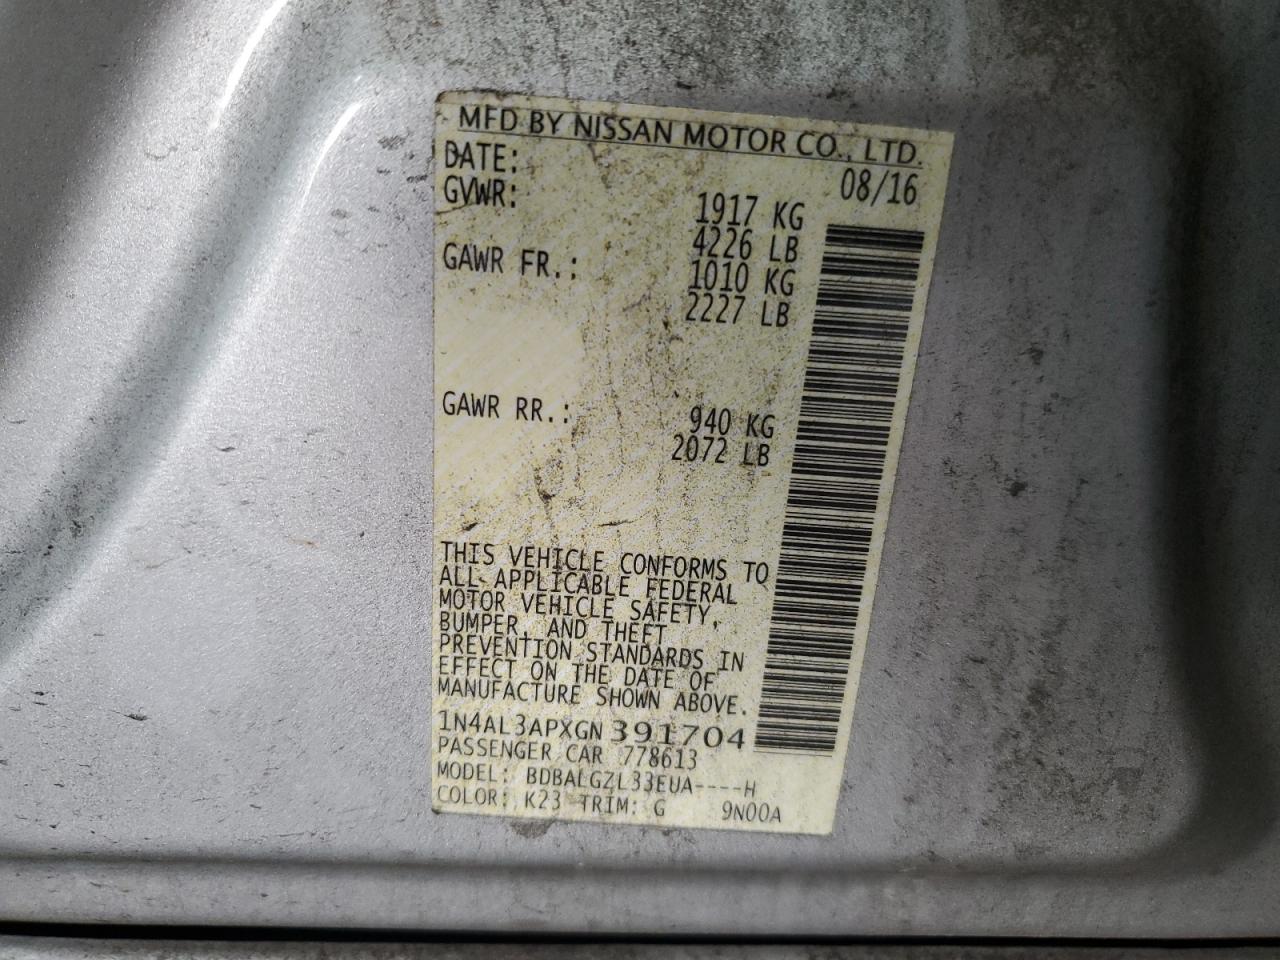 MFD BY NISSAN MOTOR CO., LTD.
DATE: 08/16
GVWR: 1917 KG
4226 LB
GAWR FR.: 1010 KG
2227 LB
GAWR RR.: 940 KG
2072 LB
THIS VEHICLE CONFORMS TO
ALL APPLICABLE FEDERAL
MOTOR VEHICLE SAFETY,
BUMPER, AND THEFT
PREVENTION STANDARDS IN
EFFECT ON THE DATE OF
MANUFACTURE SHOWN ABOVE.
1N4AL3APXGN391704
PASSENGER CAR 778613
MODEL: BDBALGZL33EUA----H
COLOR: K23 TRIM: G 9N00A